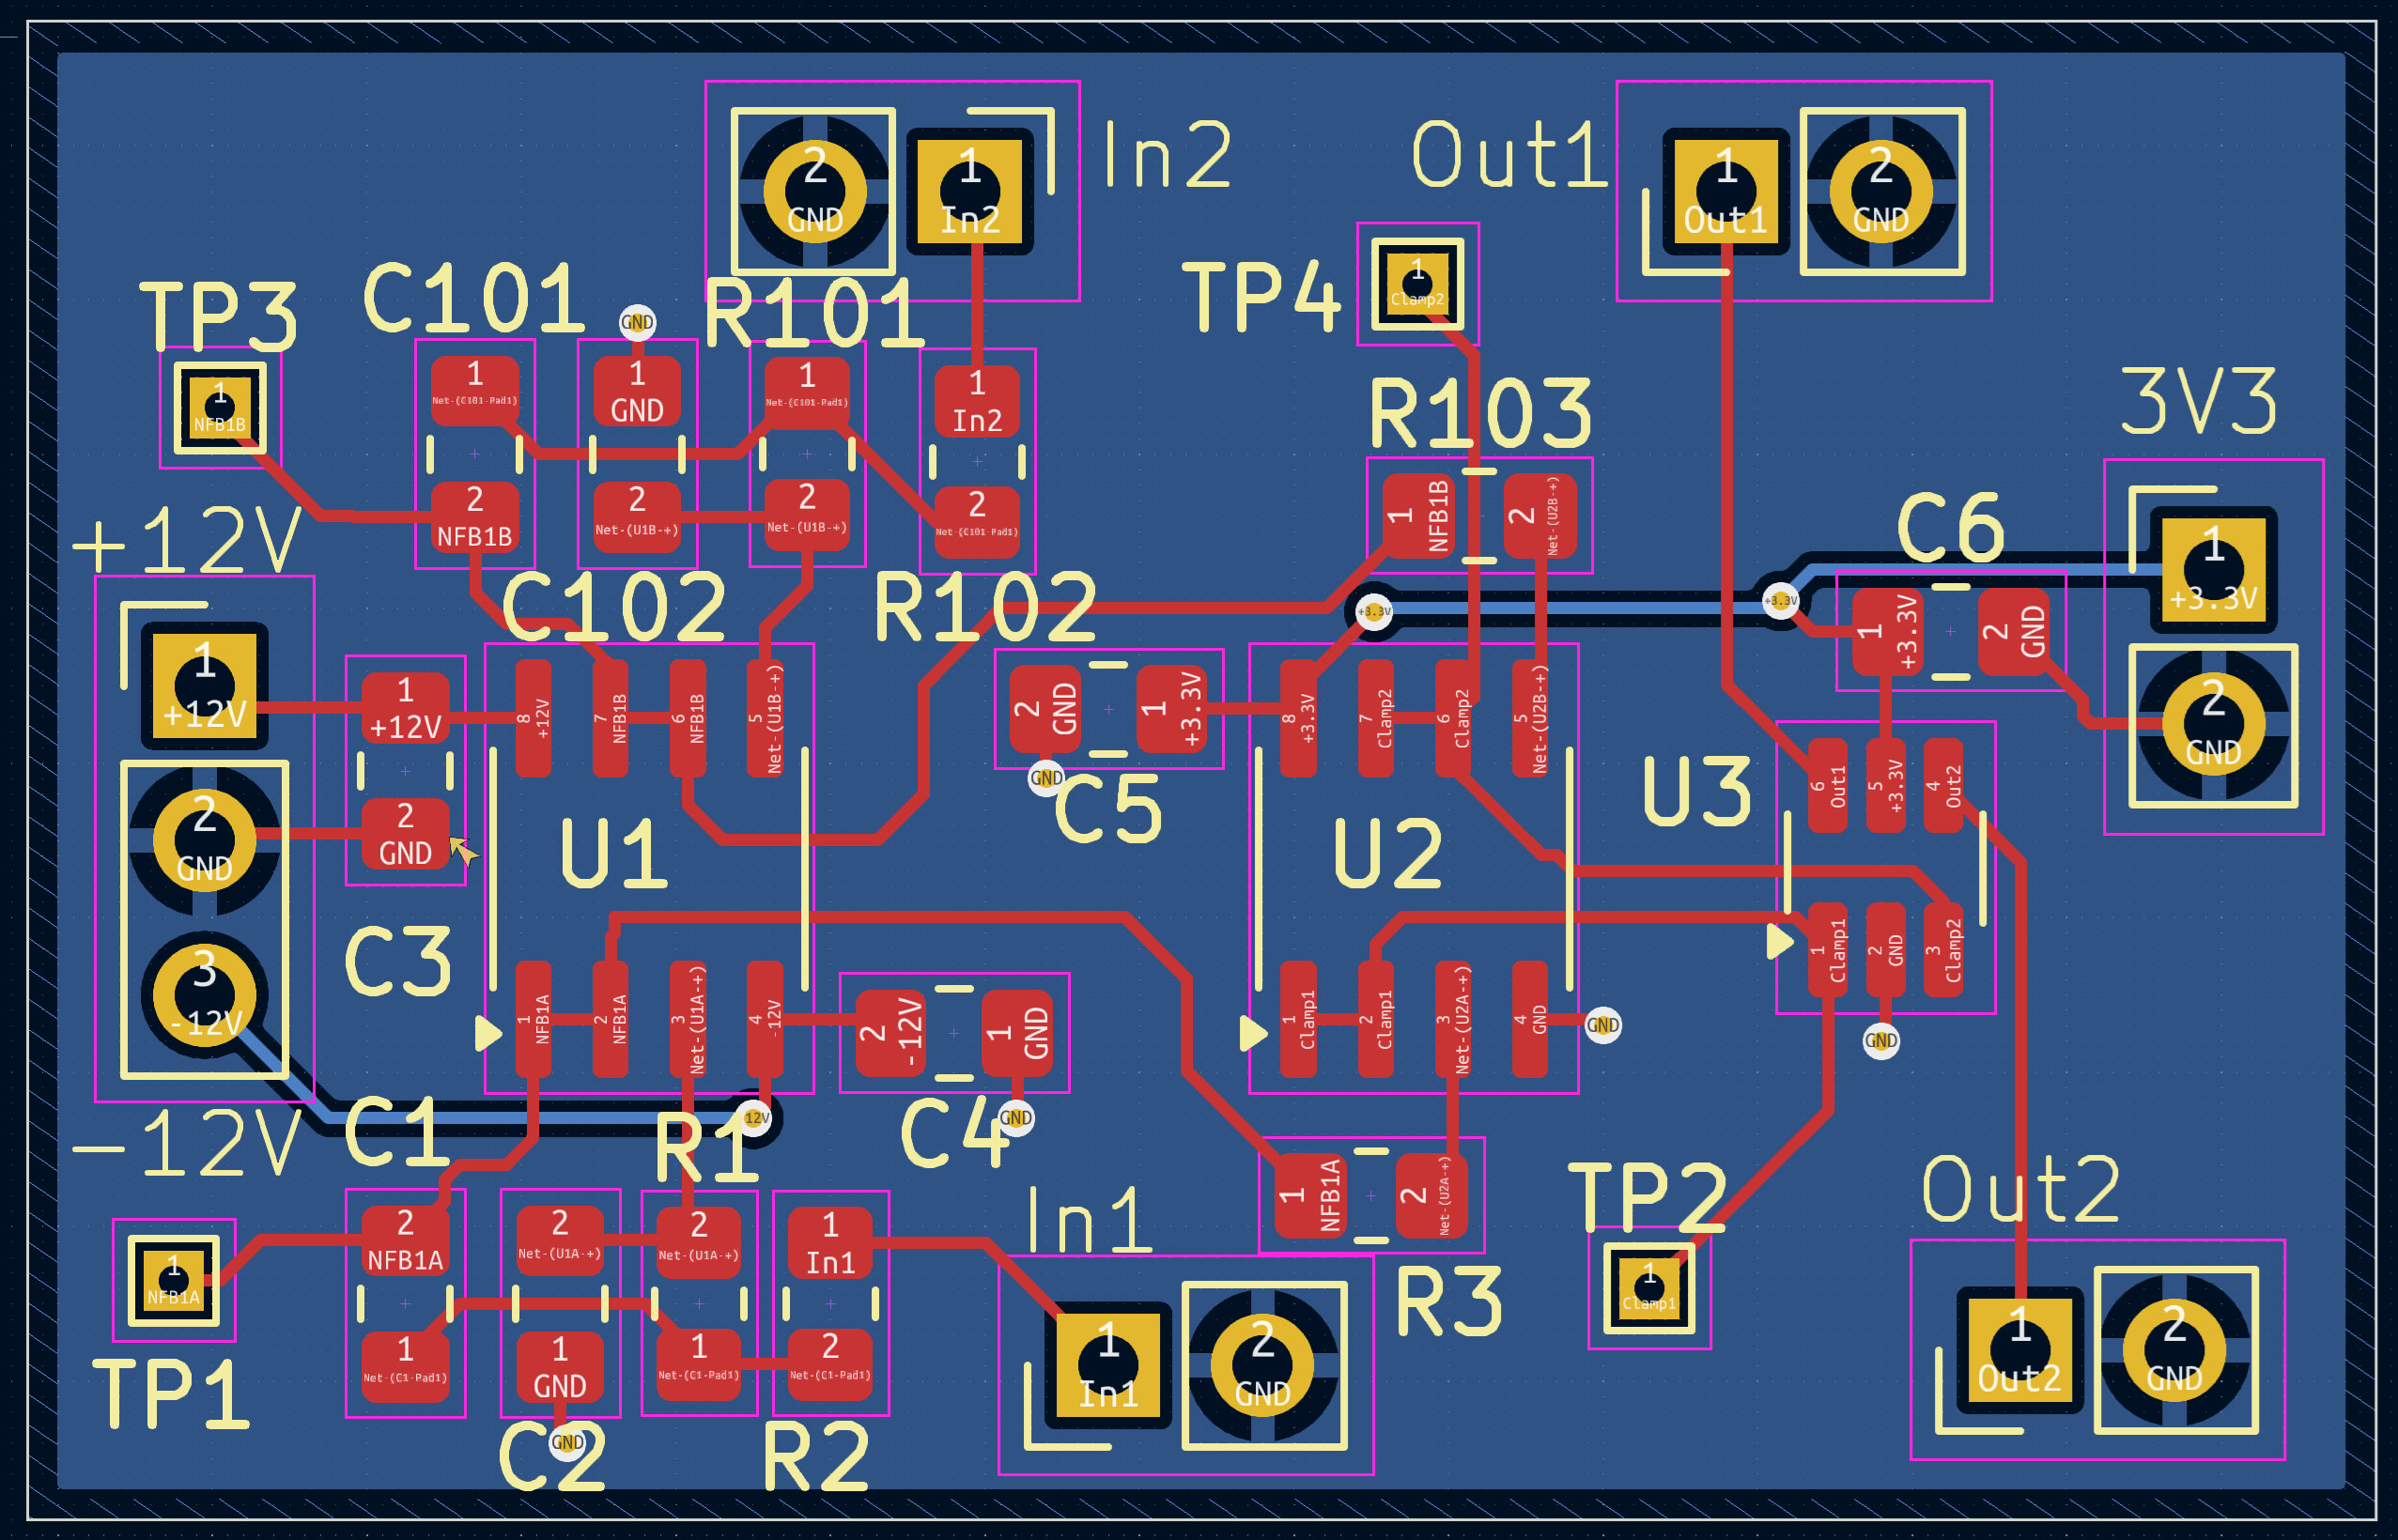 In2
Out1
2
GND
1
In2
1
Out1
2
GND
TP3
C101
GND
R101
TP4
1
Clamp2
1
NFB1B
1
Net-(C101-Pad1)
1
GND
1
Net-(C101-Pad1)
1
In2
R103
3V3
2
NFB1B
2
Net-(U1B-+)
2
Net-(U1B-+)
2
Net-(C101-Pad1)
1
NFB1B
2
Net-(U2B-+)
C6
+12V
C102
R102
+3.3V
+3.3V
1
+3.3V
2
GND
1
+3.3V
1
+12V
1
+12V
8
+12V
7
NFB1B
6
NFB1B
5
Net-(U1B-+)
2
GND
1
+3.3V
8
+3.3V
7
Clamp2
6
Clamp2
5
Net-(U2B-+)
2
GND
GND
C5
U3
6
Out1
5
+3.3V
4
Out2
2
GND
2
GND
U1
U2
C3
3
-12V
1
NFB1A
2
NFB1A
3
Net-(U1A-+)
4
-12V
2
-12V
1
GND
1
Clamp1
2
Clamp1
3
Net-(U2A-+)
4
GND
GND
1
Clamp1
2
GND
3
Clamp2
GND
-12V
C1
R1
12V
C4
GND
In1
1
NFB1A
2
Net-(U2A-+)
TP2
Out2
1
NFB1A
2
NFB1A
2
Net-(U1A-+)
2
Net-(U1A-+)
1
In1
R3
1
Clamp1
TP1
1
Net-(C1-Pad1)
1
GND
1
Net-(C1-Pad1)
2
Net-(C1-Pad1)
1
In1
2
GND
1
Out2
2
GND
C2
GND
R2